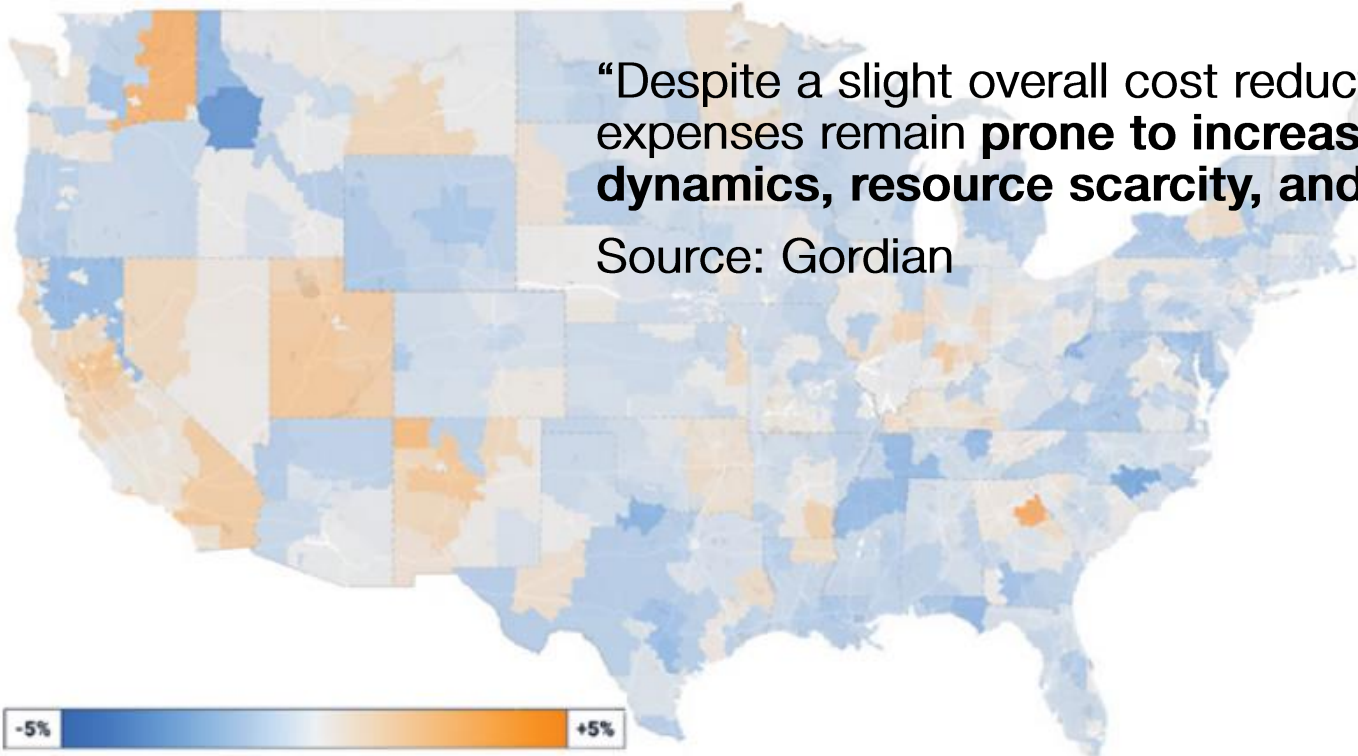 “Despite a slight overall cost reduc
expenses remain prone to increas
dynamics, resource scarcity, and
Source: Gordian
-5%
+5%